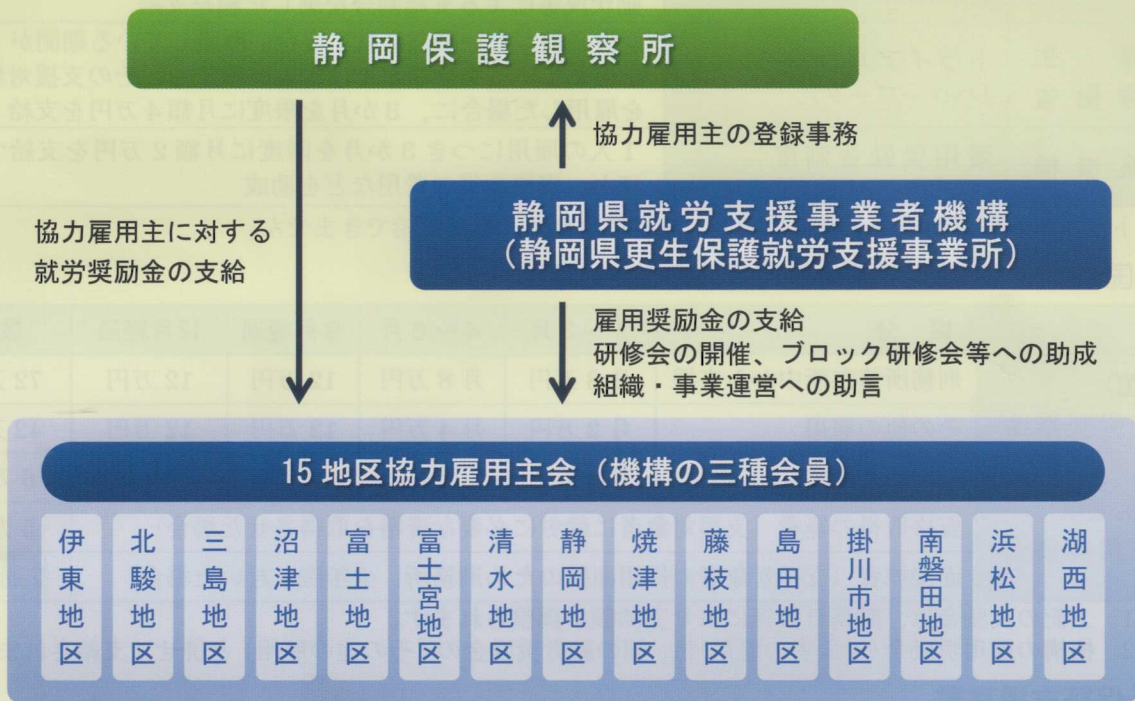 静岡保護観察所
協力雇用主の登録事務
静岡県就労支援事業者機構
(静岡県更生保護就労支援事業所)
協力雇用主に対する
就労奨励金の支給
雇用奨励金の支給
研修会の開催、ブロック研修会等への助成
組織・事業運営への助言
15地区協力雇用主会(機構の三種会員)
伊東地区
北駿地区
三島地区
沼津地区
富士地区
富士宮地区
清水地区
静岡地区
焼津地区
藤枝地区
島田地区
掛川市地区
南磐田地区
浜松地区
湖西地区